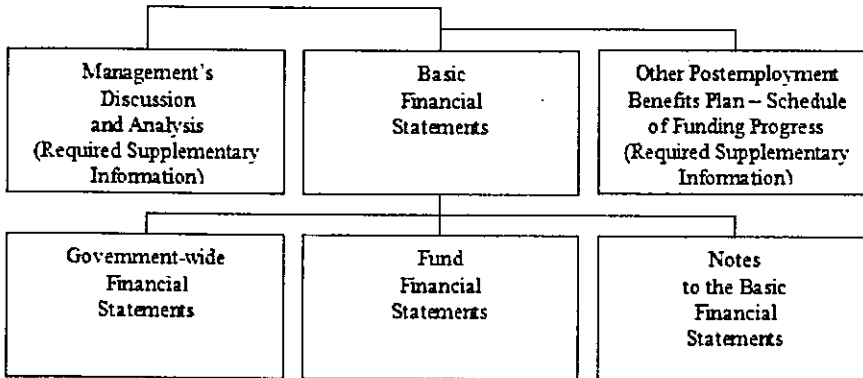 Management's
Discussion
and Analysis
(Required Supplementary
Information)
Basic
Financial
Statements
Other Postemployment
Benefits Plan – Schedule
of Funding Progress
(Required Supplementary
Information)
Government-wide
Financial
Statements
Fund
Financial
Statements
Notes
to the Basic
Financial
Statements